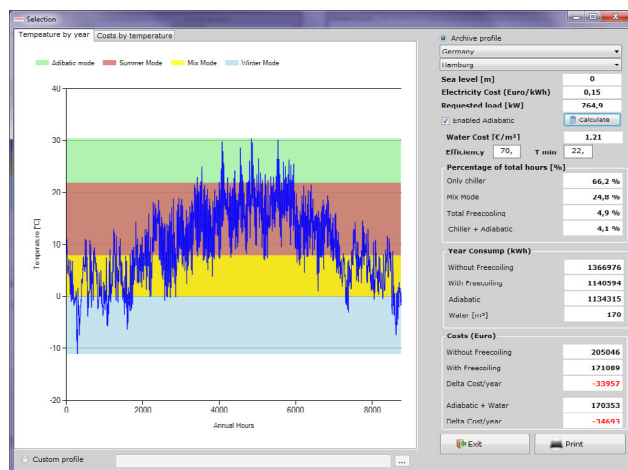 Selection
Tempeature by year Costs by temperature
Adibatic mode Summer Mode Mix Mode Winter Mode
40
30
20
10
0
-10
-20
Temperature [°C]
0 2000 4000 6000 8000
Annual Hours
Custom profile ...
Archive profile
Germany
Hamburg
Sea level [m] 0
Electricity Cost (Euro/kWh) 0,15
Requested load [kW] 764,9
Enabled Adiabatic Calculate
Water Cost [€/m³] 1,21
Efficiency 70, T min 22,
Percentage of total hours [%]
Only chiller 66,2 %
Mix Mode 24,8 %
Total Freecooling 4,9 %
Chiller + Adiabatic 4,1 %
Year Consump (kWh)
Without Freecoiling 1366976
With Freecoiling 1140594
Adiabatic 1134315
Water [m³] 170
Costs (Euro)
Without Freecoiling 205046
With Freecoiling 171089
Delta Cost/year -33957
Adiabatic + Water 170353
Delta Cost/year -34693
Exit Print